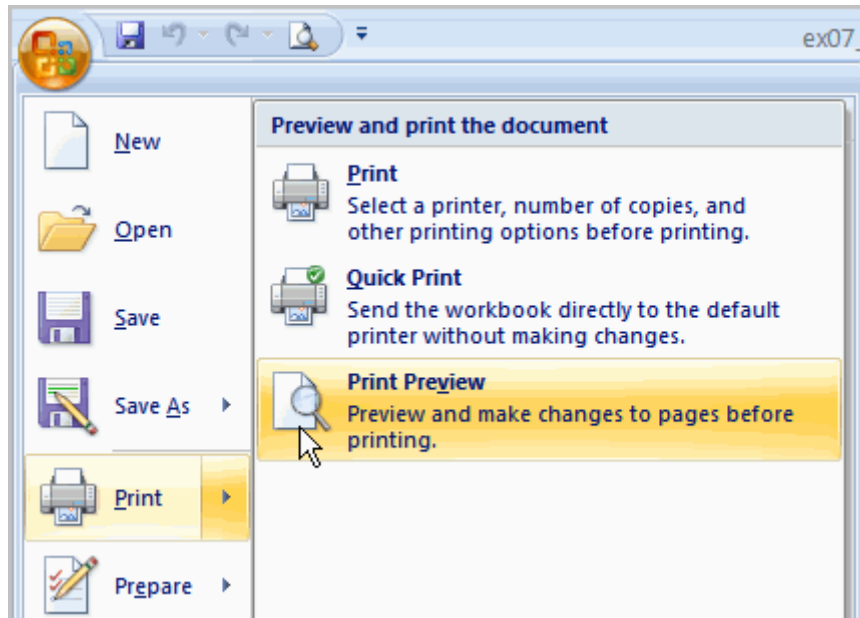 ex07_
New
Open
Save
Save As
Print
Prepare
Preview and print the document
Print
Select a printer, number of copies, and
other printing options before printing.
Quick Print
Send the workbook directly to the default
printer without making changes.
Print Preview
Preview and make changes to pages before
printing.